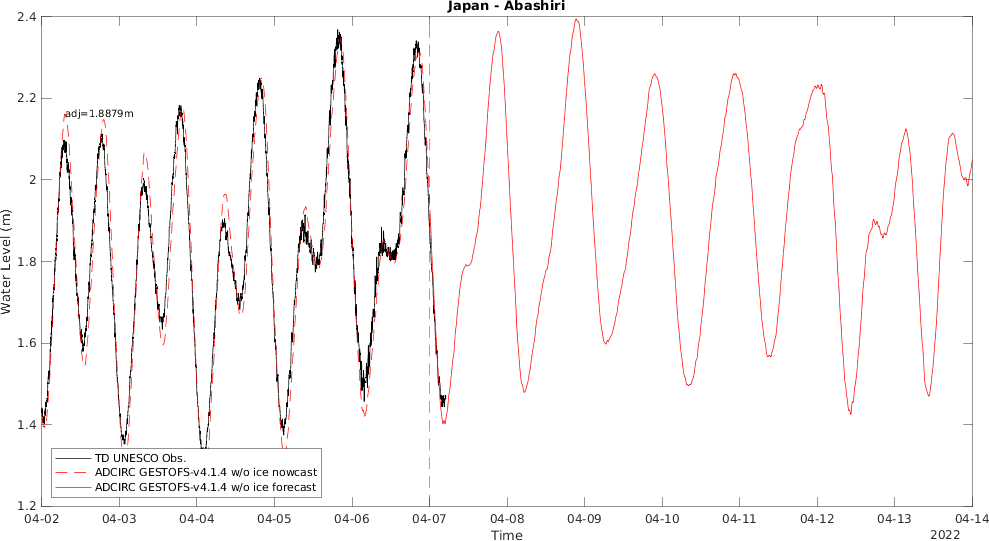 Japan - Abashiri
2.4
2.2
2
1.8
1.6
1.4
1.2
Water Level (m)
adj=1.8879m
TD UNESCO Obs.
ADCIRC GESTOFS-v4.1.4 w/o ice nowcast
ADCIRC GESTOFS-v4.1.4 w/o ice forecast
04-02 04-03 04-04 04-05 04-06 04-07 04-08 04-09 04-10 04-11 04-12 04-13 04-14
Time
2022